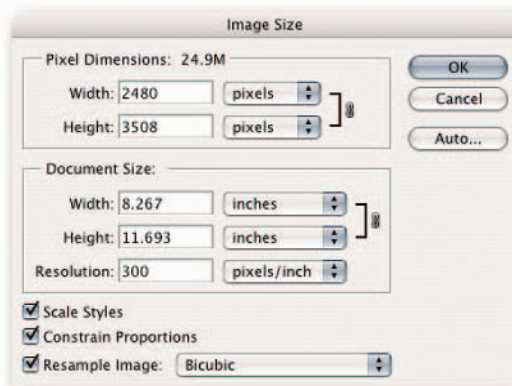 Image Size
Pixel Dimensions: 24.9M
Width: 2480 pixels
Height: 3508 pixels
Document Size:
Width: 8.267 inches
Height: 11.693 inches
Resolution: 300 pixels/inch
Scale Styles
Constrain Proportions
Resample Image: Bicubic
OK
Cancel
Auto...